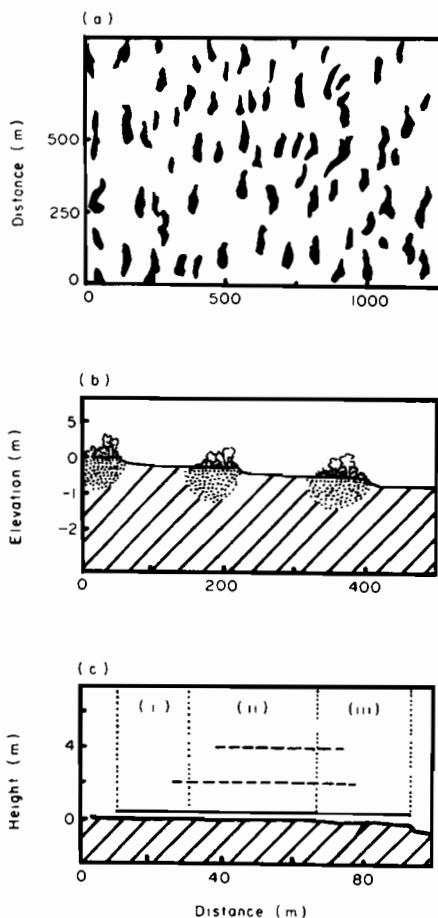 (a)
Distance (m)
500
250
0
0 500 1000
(b)
Elevation (m)
5
0
-1
-2
0 200 400
(c)
Height (m)
(i) (ii) (iii)
4
0
0 40 80
Distance (m)